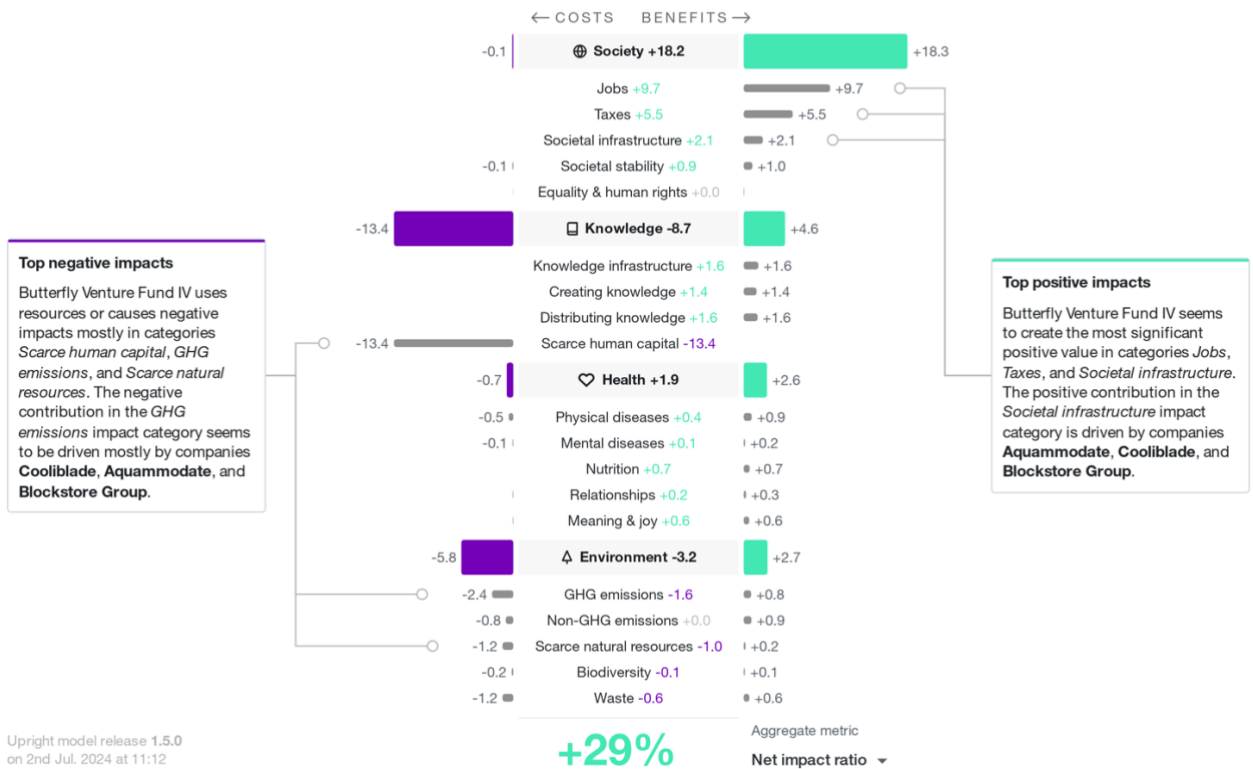 ← COSTS BENEFITS →
-0.1 Society +18.2 +18.3
Jobs +9.7 +9.7
Taxes +5.5 +5.5
Societal infrastructure +2.1 +2.1
-0.1 Societal stability +0.9 +1.0
Equality & human rights +0.0
-13.4 Knowledge -8.7 +4.6
Knowledge infrastructure +1.6 +1.6
Creating knowledge +1.4 +1.4
Distributing knowledge +1.6 +1.6
-13.4 Scarce human capital -13.4
-0.7 Health +1.9 +2.6
-0.5 Physical diseases +0.4 +0.9
-0.1 Mental diseases +0.1 +0.2
Nutrition +0.7 +0.7
Relationships +0.2 +0.3
Meaning & joy +0.6 +0.6
-5.8 Environment -3.2 +2.7
-2.4 GHG emissions -1.6 +0.8
-0.8 Non-GHG emissions +0.0 +0.9
-1.2 Scarce natural resources -1.0 +0.2
-0.2 Biodiversity -0.1 +0.1
-1.2 Waste -0.6 +0.6
Top negative impacts
Butterfly Venture Fund IV uses
resources or causes negative
impacts mostly in categories
Scarce human capital, GHG
emissions, and Scarce natural
resources. The negative
contribution in the GHG
emissions impact category seems
to be driven mostly by companies
Cooliblade, Aquammodate, and
Blockstore Group.
Top positive impacts
Butterfly Venture Fund IV seems
to create the most significant
positive value in categories Jobs,
Taxes, and Societal infrastructure.
The positive contribution in the
Societal infrastructure impact
category is driven by companies
Aquammodate, Cooliblade, and
Blockstore Group.
Upright model release 1.5.0
on 2nd Jul. 2024 at 11:12
+29%
Aggregate metric
Net impact ratio